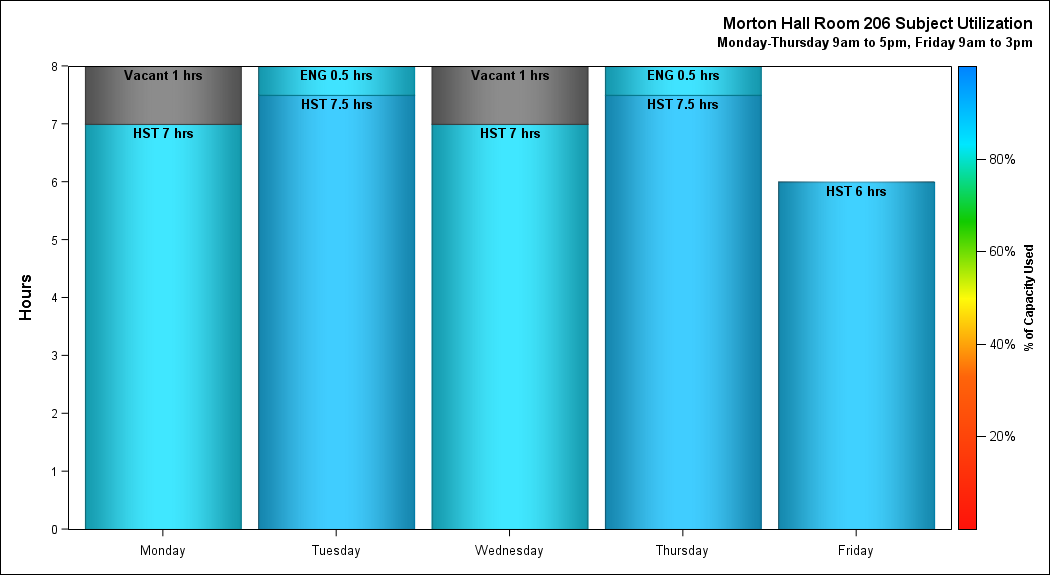 Morton Hall Room 206 Subject Utilization
Monday-Thursday 9am to 5pm, Friday 9am to 3pm
Hours
8
7
6
5
4
3
2
1
0
Vacant 1 hrs
HST 7 hrs
ENG 0.5 hrs
HST 7.5 hrs
Vacant 1 hrs
HST 7 hrs
ENG 0.5 hrs
HST 7.5 hrs
HST 6 hrs
Monday
Tuesday
Wednesday
Thursday
Friday
80%
60%
40%
20%
% of Capacity Used